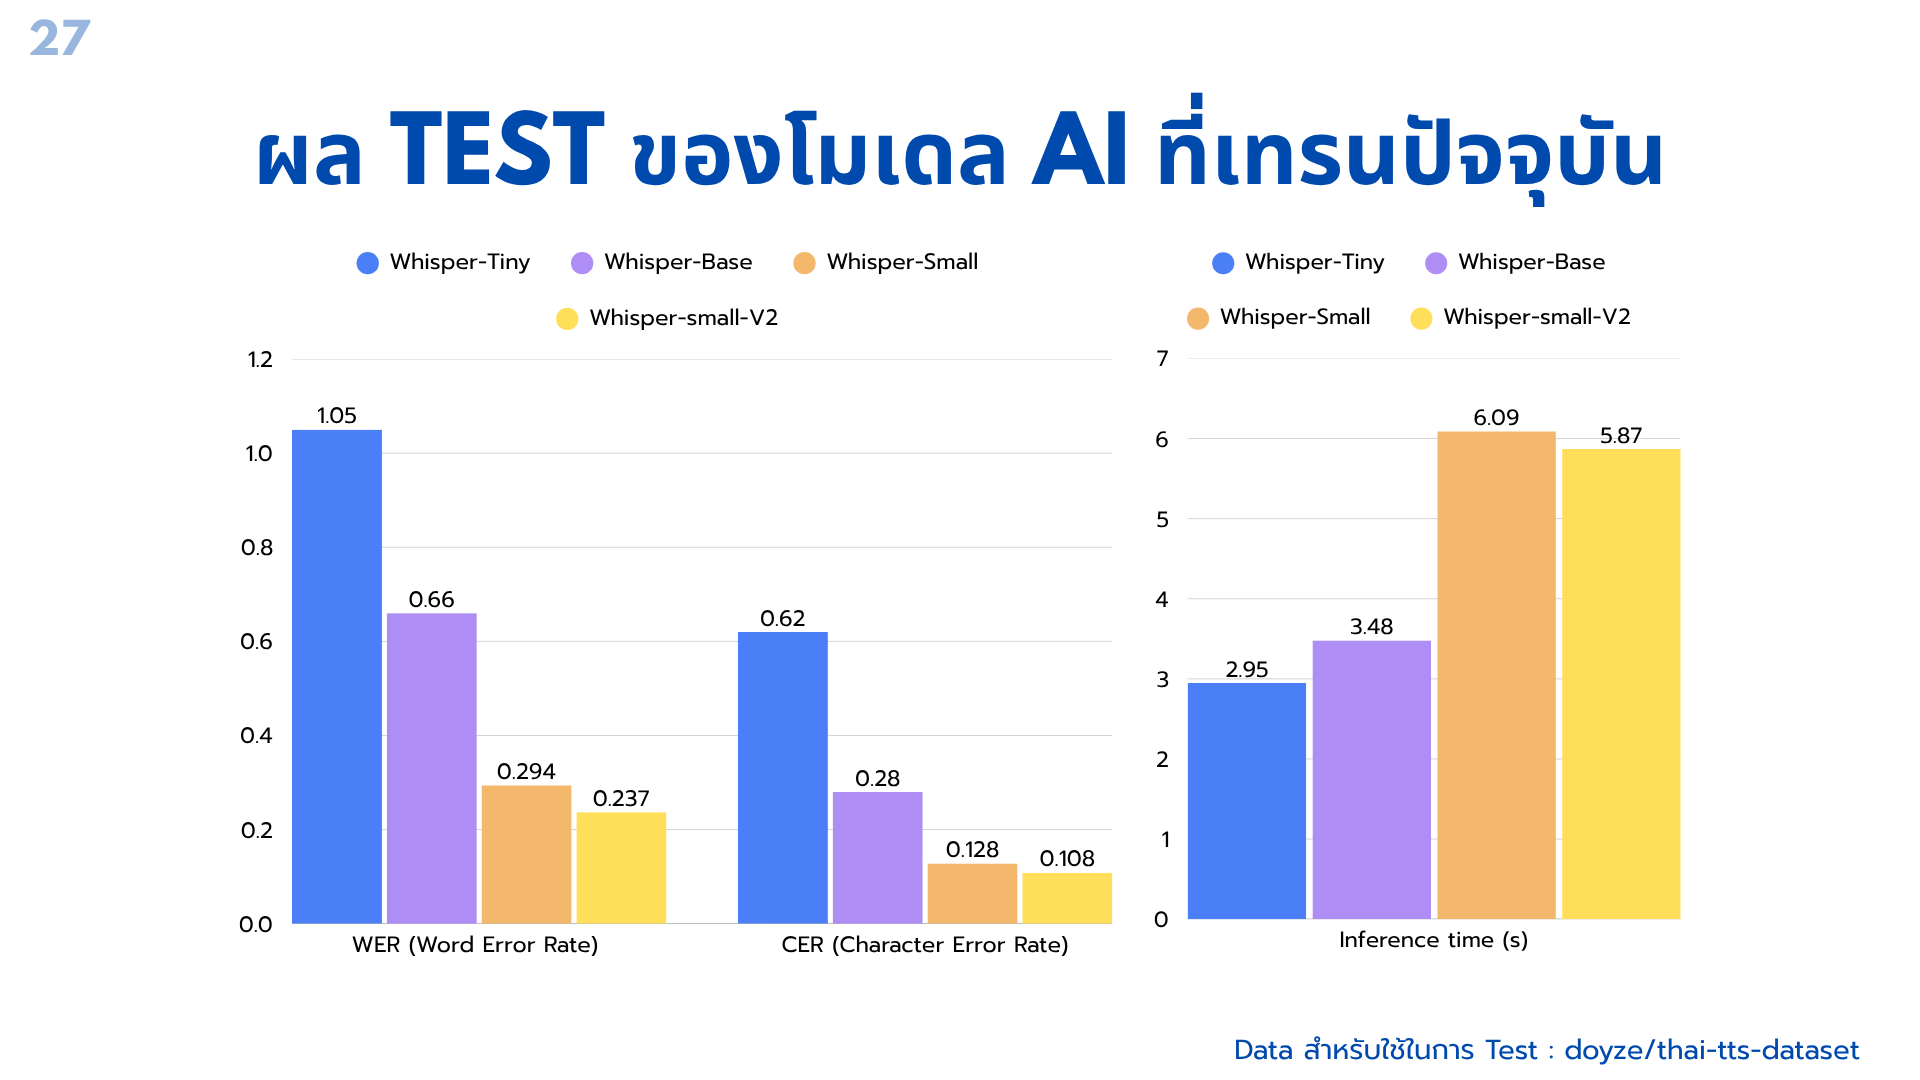 27
ผล TEST ของโมเดล AI ที่เทรนปัจจุบัน
Whisper-Tiny
Whisper-Base
Whisper-Small
Whisper-small-V2
1.2
1.0
0.8
0.6
0.4
0.2
0.0
1.05
0.66
0.294
0.237
0.62
0.28
0.128
0.108
WER (Word Error Rate)
CER (Character Error Rate)
Whisper-Tiny
Whisper-Base
Whisper-Small
Whisper-small-V2
7
6
5
4
3
2
1
0
2.95
3.48
6.09
5.87
Inference time (s)
Data สำหรับใช้ในการ Test : doyze/thai-tts-dataset